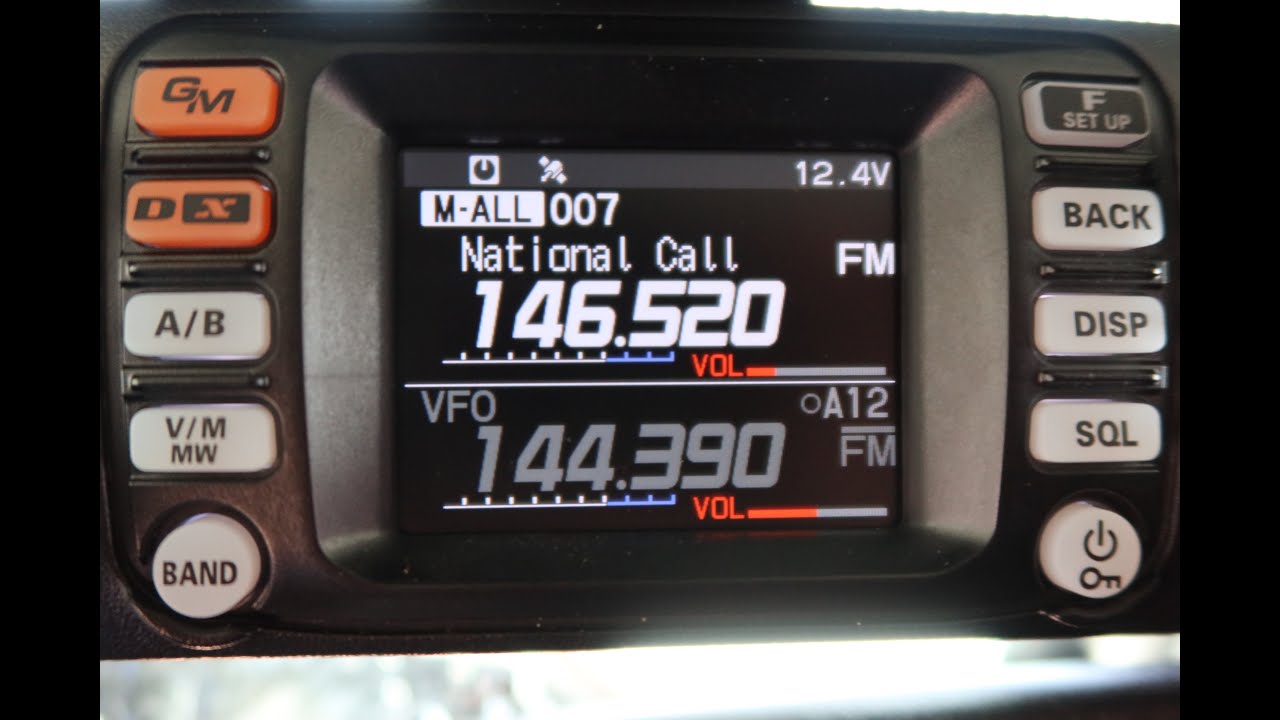 GM
DX
A/B
V/M
MW
BAND
12.4V
M-ALL 007
National Call
FM
146.520
VOL
VFO
A12
144.390
FM
VOL
F
SET UP
BACK
DISP
SQL